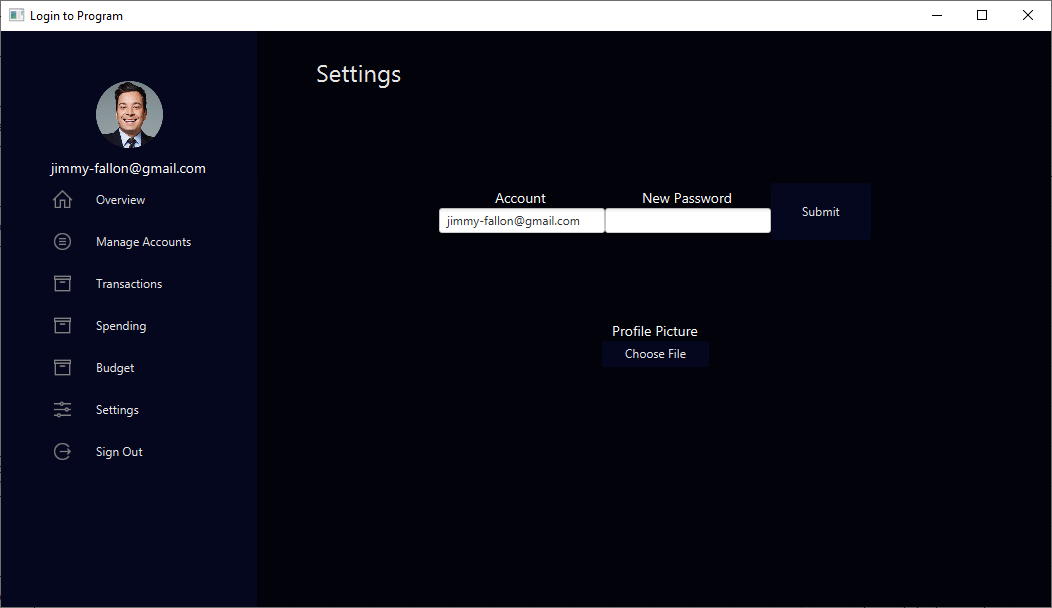 Login to Program
jimmy-fallon@gmail.com
Overview
Manage Accounts
Transactions
Spending
Budget
Settings
Sign Out
Settings
Account
New Password
jimmy-fallon@gmail.com
Submit
Profile Picture
Choose File